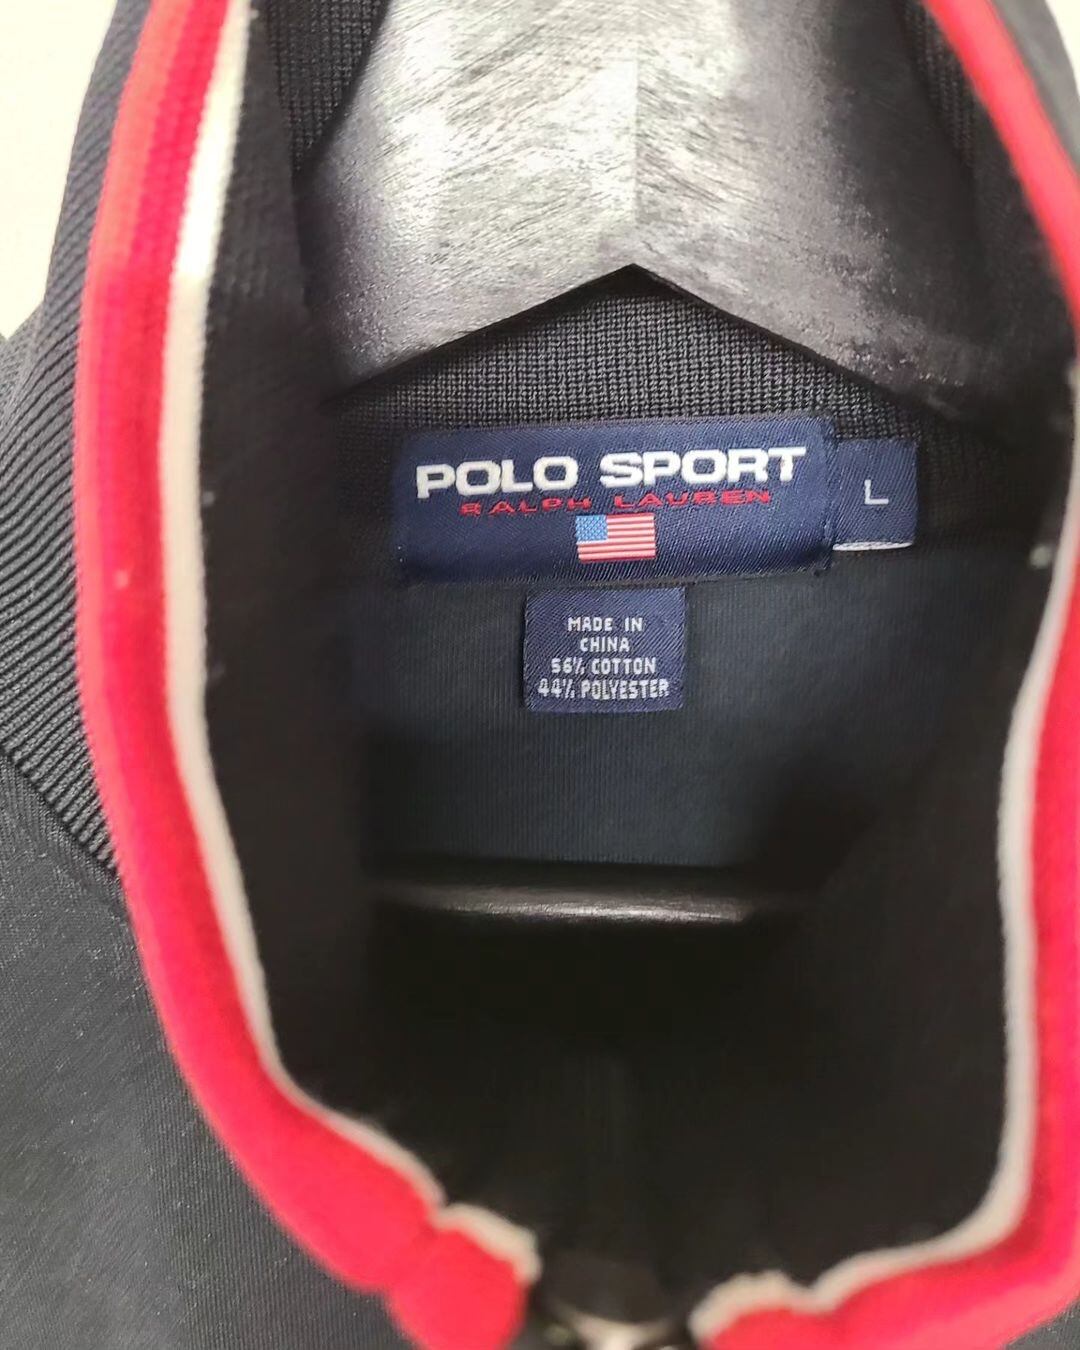 POLO SPORT
RALPH LAUREN
L
MADE IN
CHINA
56% COTTON
44% POLYESTER